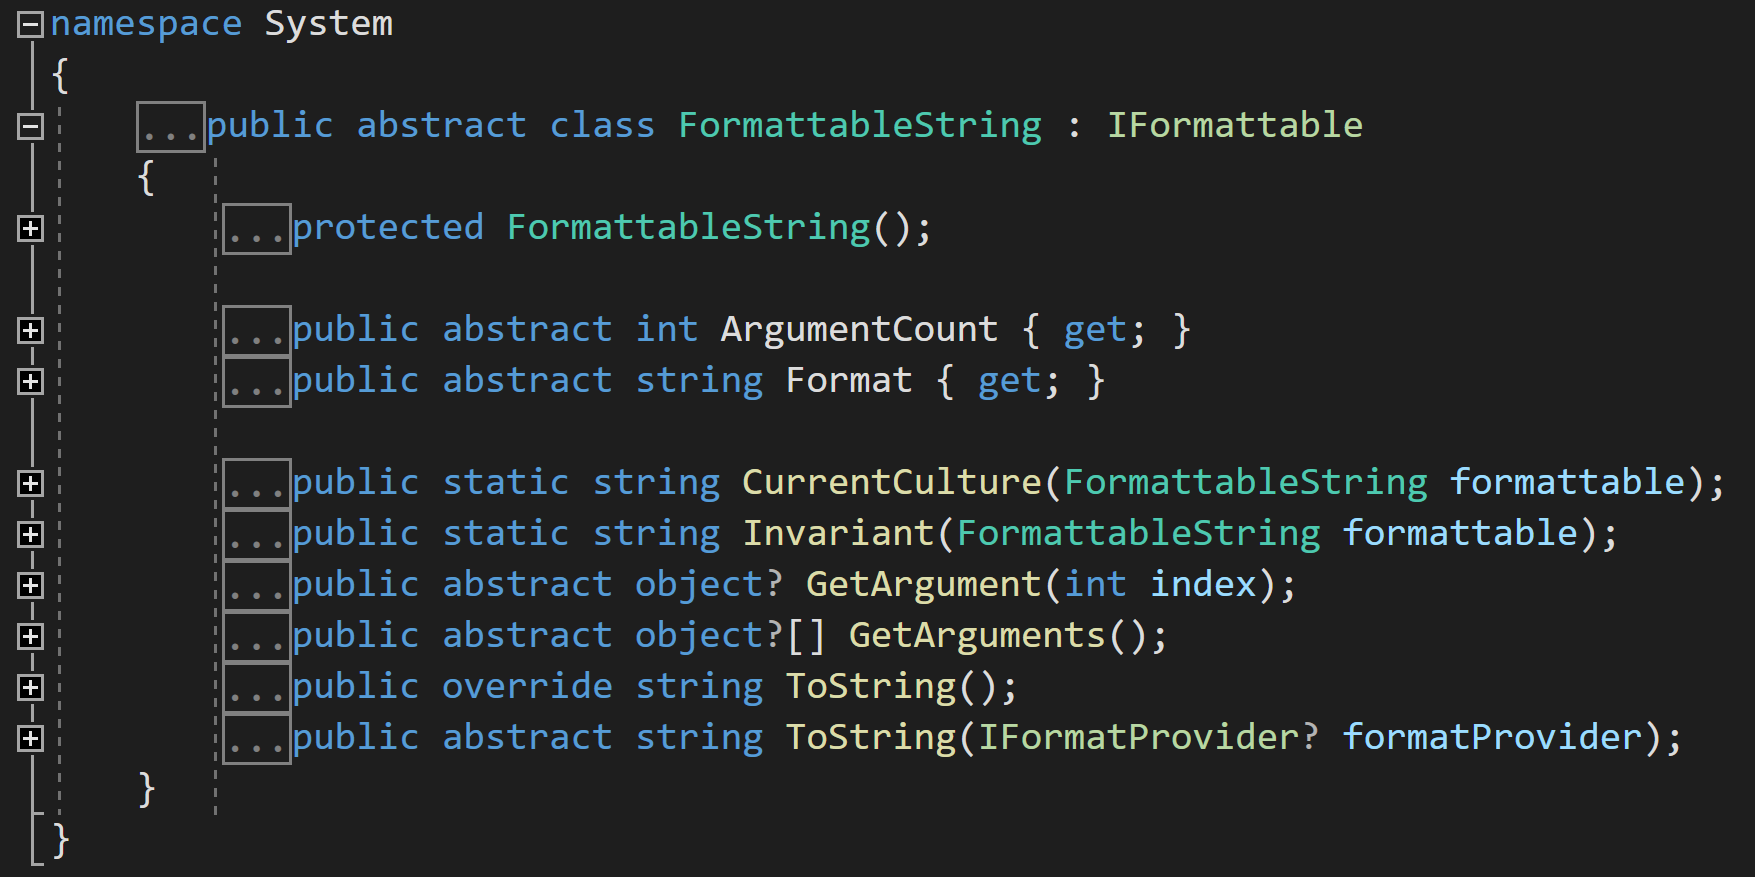 namespace System
{
...public abstract class FormattableString : IFormattable
{
...protected FormattableString();
...public abstract int ArgumentCount { get; }
...public abstract string Format { get; }
...public static string CurrentCulture(FormattableString formattable);
...public static string Invariant(FormattableString formattable);
...public abstract object? GetArgument(int index);
...public abstract object?[] GetArguments();
...public override string ToString();
...public abstract string ToString(IFormatProvider? formatProvider);
}
}